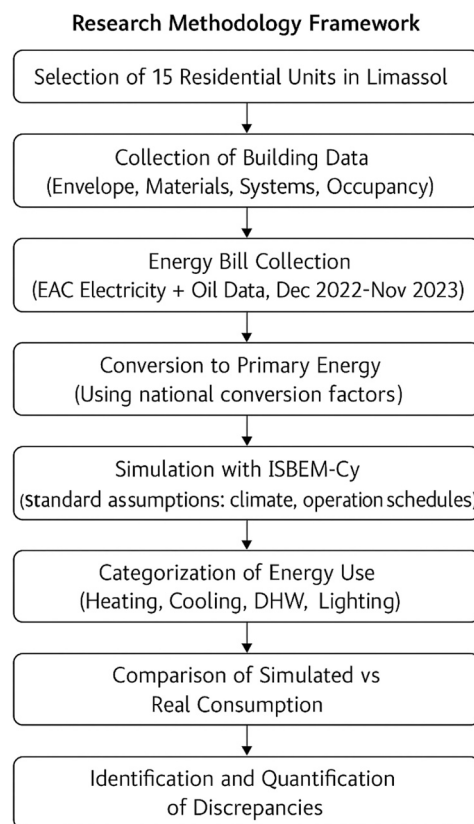 Research Methodology Framework
Selection of 15 Residential Units in Limassol
Collection of Building Data
(Envelope, Materials, Systems, Occupancy)
Energy Bill Collection
(EAC Electricity + Oil Data, Dec 2022-Nov 2023)
Conversion to Primary Energy
(Using national conversion factors)
Simulation with ISBEM-Cy
(standard assumptions: climate, operation schedules)
Categorization of Energy Use
(Heating, Cooling, DHW, Lighting)
Comparison of Simulated vs
Real Consumption
Identification and Quantification
of Discrepancies